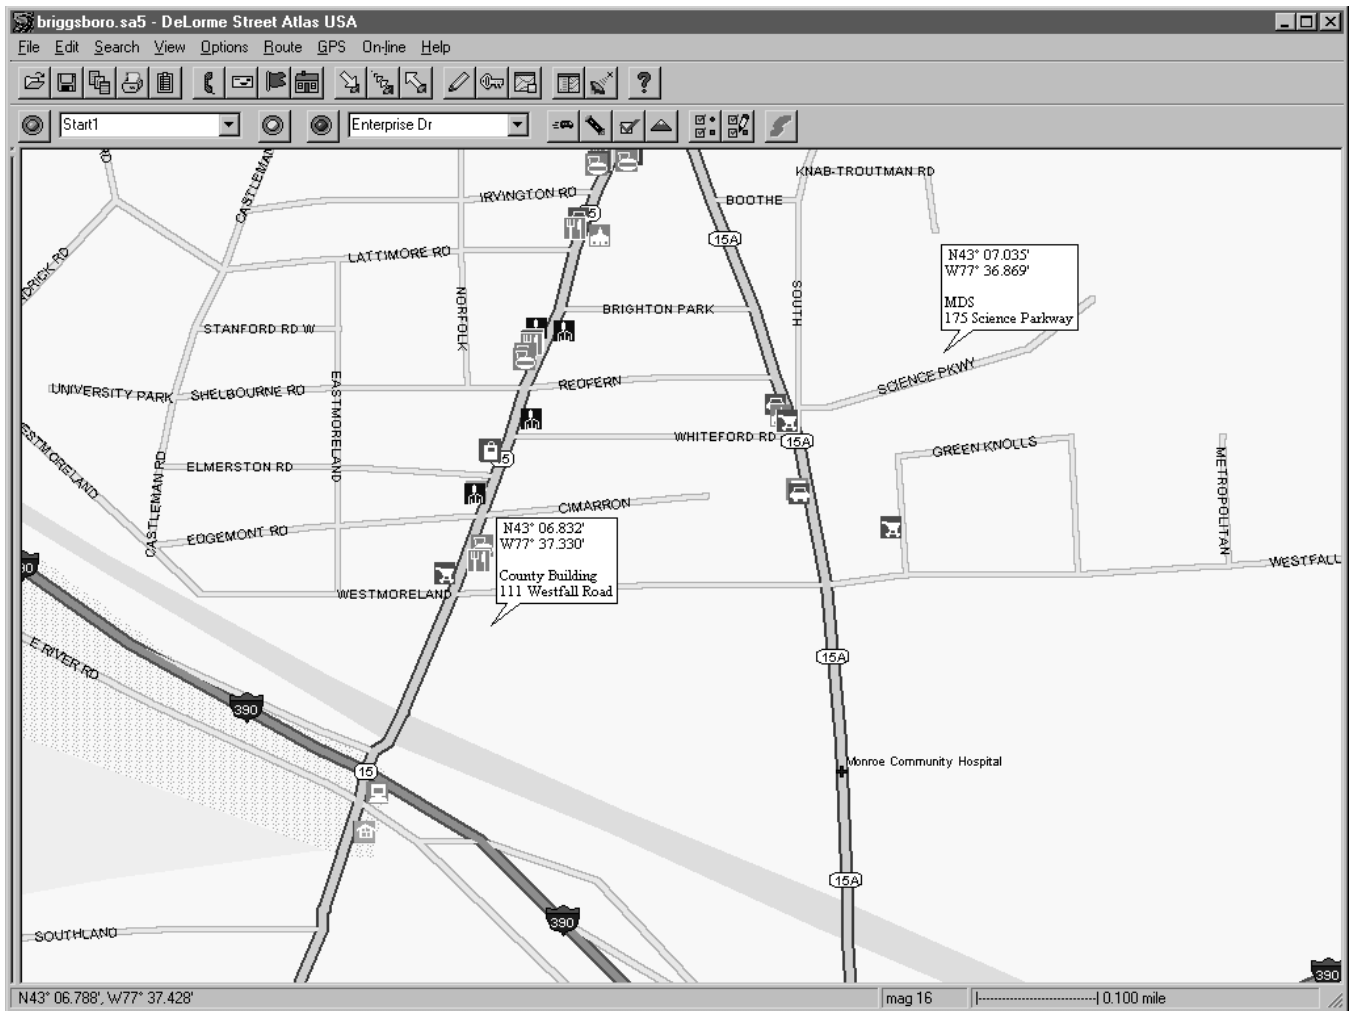 briggsboro.sa5 - DeLorme Street Atlas USA
File Edit Search View Options Route GPS On-line Help
Start1 Enterprise Dr
KNAB-TROUTMAN RD
CASTLEMAN
IRVINGTON RD
BOOTHE
15A
LATTIMORE RD
N43° 07.035'
W77° 36.869'
MDS
175 Science Parkway
NORFOLK
SOUTH
BRIGHTON PARK
STANFORD RD W
UNIVERSITY PARK
SHELBOURNE RD
EASTMORELAND
REDFERN
SCIENCE PKWY
WHITEFORD RD
15A
GREEN KNOLLS
METROPOLITAN
ESTMORELAND
CASTLEMAN RD
ELMERSTON RD
EDGEMONT RD
CIMARRON
N43° 06.832'
W77° 37.330'
County Building
111 Westfall Road
WESTFALL
WESTMORELAND
E RIVER RD
15A
390
15
Monroe Community Hospital
15A
390
SOUTHLAND
390
N43° 06.788', W77° 37.428' mag 16 0.100 mile